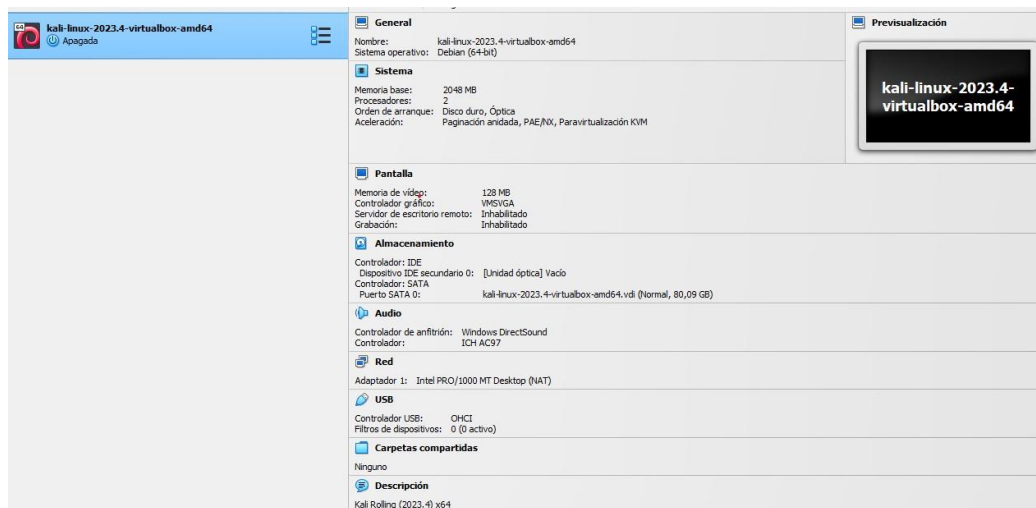 64
kali-linux-2023.4-virtualbox-amd64
Apagada
General
Nombre: kali-linux-2023.4-virtualbox-amd64
Sistema operativo: Debian (64-bit)
Sistema
Memoria base: 2048 MB
Procesadores: 2
Orden de arranque: Disco duro, Óptica
Aceleración: Paginación anidada, PAE/NX, Paravirtualización KVM
Previsualización
kali-linux-2023.4-
virtualbox-amd64
Pantalla
Memoria de vídeo: 128 MB
Controlador gráfico: VMSVGA
Servidor de escritorio remoto: Inhabilitado
Grabación: Inhabilitado
Almacenamiento
Controlador: IDE
Dispositivo IDE secundario 0: [Unidad óptica] Vacío
Controlador: SATA
Puerto SATA 0: kali-linux-2023.4-virtualbox-amd64.vdi (Normal, 80,09 GB)
Audio
Controlador de anfitrión: Windows DirectSound
Controlador: ICH AC97
Red
Adaptador 1: Intel PRO/1000 MT Desktop (NAT)
USB
Controlador USB: OHCI
Filtros de dispositivos: 0 (0 activo)
Carpetas compartidas
Ninguno
Descripción
Kali Rolling (2023.4) x64